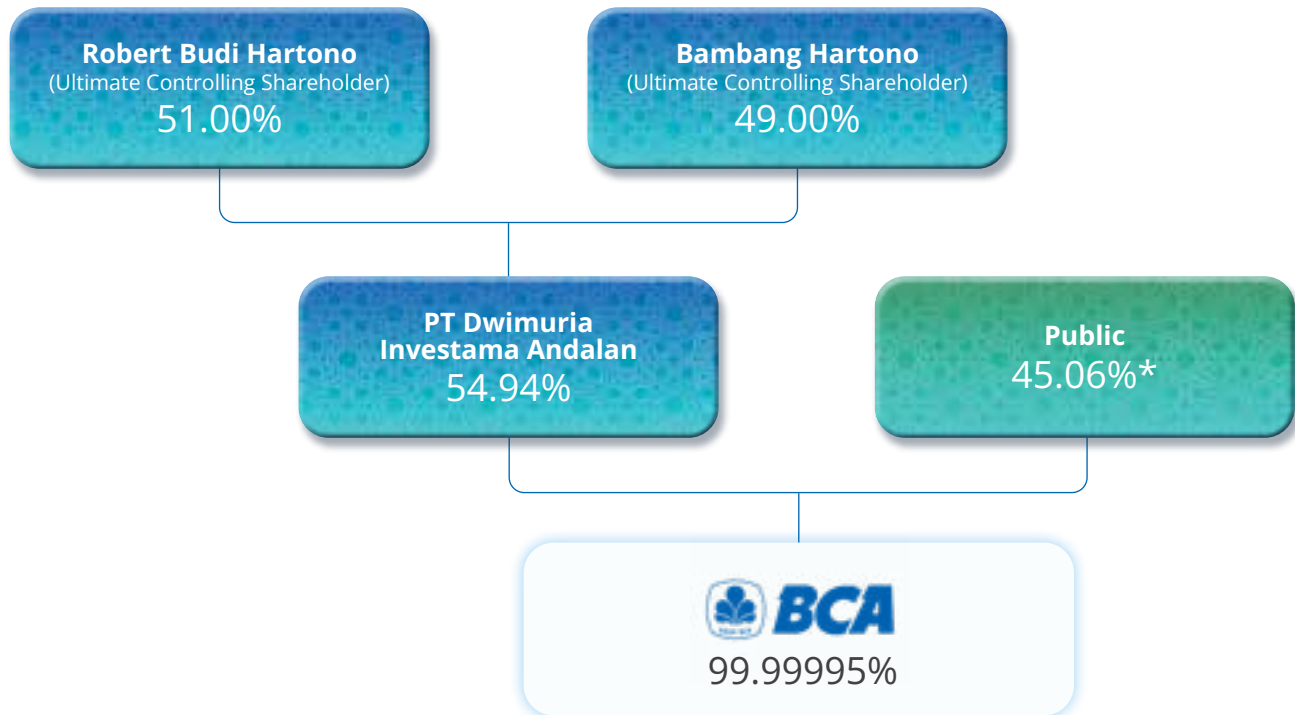 Robert Budi Hartono
(Ultimate Controlling Shareholder)
51.00%
Bambang Hartono
(Ultimate Controlling Shareholder)
49.00%
PT Dwimuria
Investama Andalan
54.94%
Public
45.06%*
BCA
99.99995%